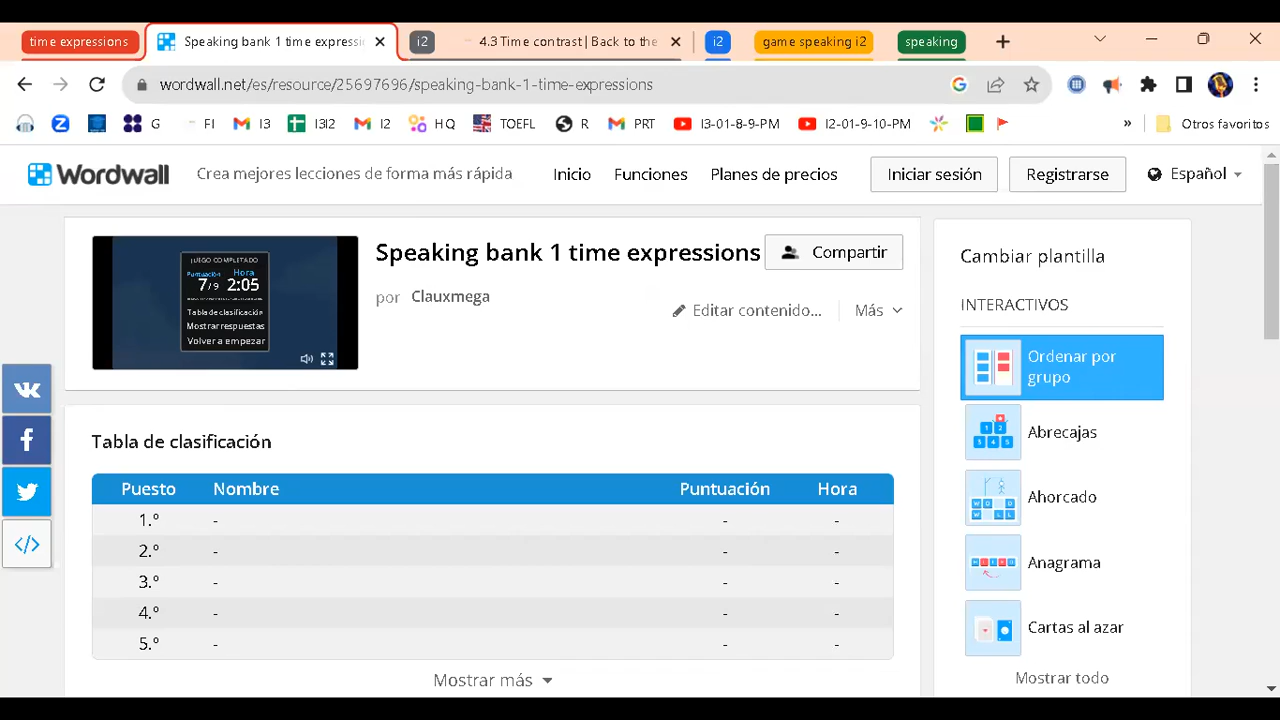 time expressions
Speaking bank 1 time expressi
i2
4.3 Time contrast | Back to the
i2
game speaking i2
speaking
wordwall.net/es/resource/25697696/speaking-bank-1-time-expressions
G
FI
I3
I3I2
I2
HQ
TOEFL
R
PRT
I3-01-8-9-PM
I2-01-9-10-PM
»
Otros favoritos
Wordwall
Crea mejores lecciones de forma más rápida
Inicio
Funciones
Planes de precios
Iniciar sesión
Registrarse
Español
¡JUEGO COMPLETADO
Puntuación
Hora
7/9
2:05
Tabla de clasificación
Mostrar respuestas
Volver a empezar
Speaking bank 1 time expressions
Compartir
por Clauxmega
Editar contenido...
Más
Tabla de clasificación
Puesto Nombre Puntuación Hora
1.º - - -
2.º - - -
3.º - - -
4.º - - -
5.º - - -
Mostrar más
Cambiar plantilla
INTERACTIVOS
Ordenar por
grupo
Abrecajas
Ahorcado
Anagrama
Cartas al azar
Mostrar todo